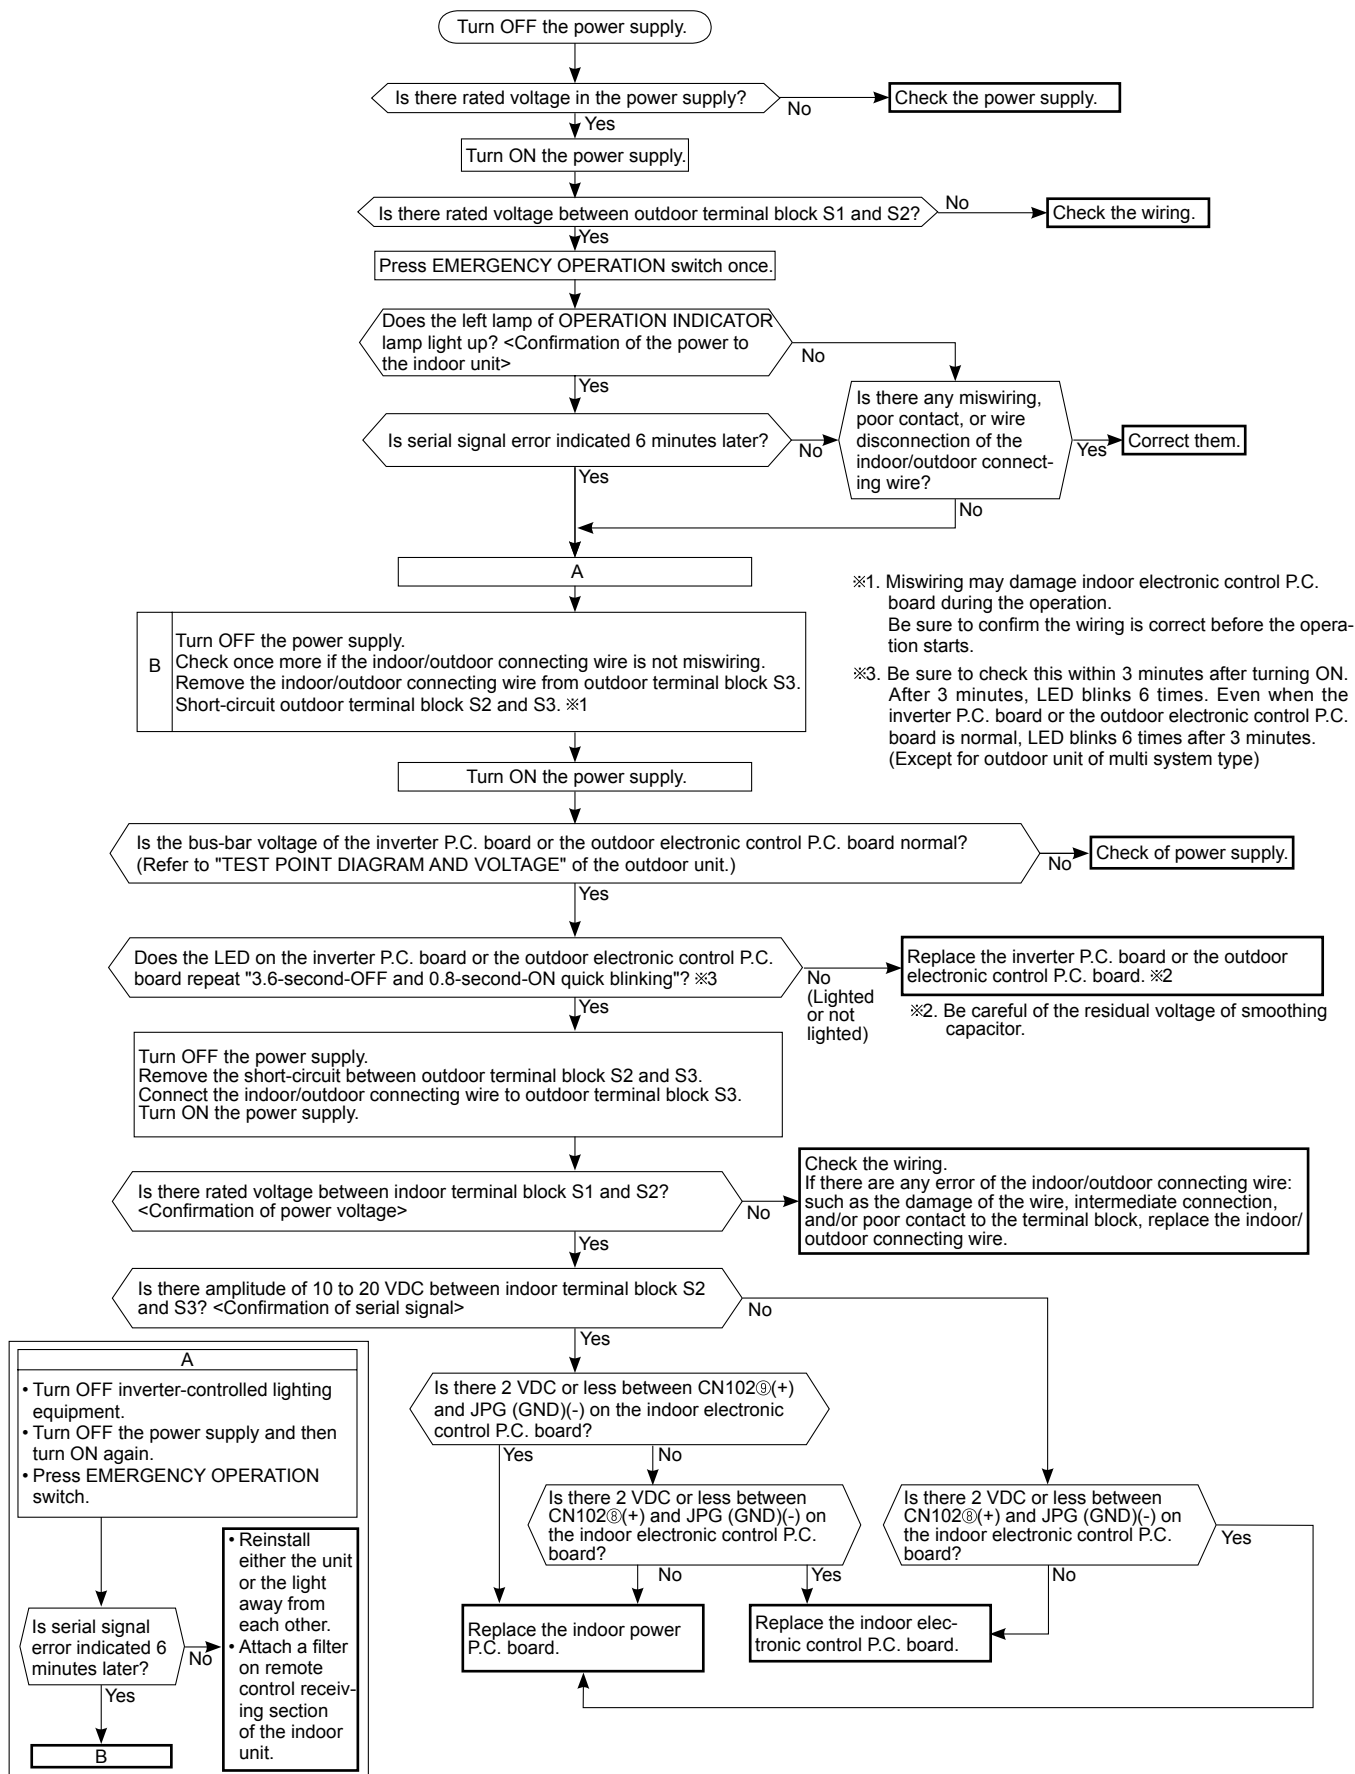 Turn OFF the power supply.
Is there rated voltage in the power supply?
No
Check the power supply.
Yes
Turn ON the power supply.
Is there rated voltage between outdoor terminal block S1 and S2?
No
Check the wiring.
Yes
Press EMERGENCY OPERATION switch once.
Does the left lamp of OPERATION INDICATOR
lamp light up? <Confirmation of the power to
the indoor unit>
No
Yes
Is there any miswiring,
poor contact, or wire
disconnection of the
indoor/outdoor connect-
ing wire?
Is serial signal error indicated 6 minutes later?
No
Yes
Correct them.
Yes
No
A
※1. Miswiring may damage indoor electronic control P.C.
board during the operation.
Be sure to confirm the wiring is correct before the opera-
tion starts.
※3. Be sure to check this within 3 minutes after turning ON.
After 3 minutes, LED blinks 6 times. Even when the
inverter P.C. board or the outdoor electronic control P.C.
board is normal, LED blinks 6 times after 3 minutes.
(Except for outdoor unit of multi system type)
B
Turn OFF the power supply.
Check once more if the indoor/outdoor connecting wire is not miswiring.
Remove the indoor/outdoor connecting wire from outdoor terminal block S3.
Short-circuit outdoor terminal block S2 and S3. ※1
Turn ON the power supply.
Is the bus-bar voltage of the inverter P.C. board or the outdoor electronic control P.C. board normal?
(Refer to "TEST POINT DIAGRAM AND VOLTAGE" of the outdoor unit.)
No
Check of power supply.
Yes
Does the LED on the inverter P.C. board or the outdoor electronic control P.C.
board repeat "3.6-second-OFF and 0.8-second-ON quick blinking"? ※3
No
(Lighted
or not
lighted)
Replace the inverter P.C. board or the outdoor
electronic control P.C. board. ※2
※2. Be careful of the residual voltage of smoothing
capacitor.
Yes
Turn OFF the power supply.
Remove the short-circuit between outdoor terminal block S2 and S3.
Connect the indoor/outdoor connecting wire to outdoor terminal block S3.
Turn ON the power supply.
Is there rated voltage between indoor terminal block S1 and S2?
<Confirmation of power voltage>
No
Check the wiring.
If there are any error of the indoor/outdoor connecting wire:
such as the damage of the wire, intermediate connection,
and/or poor contact to the terminal block, replace the indoor/
outdoor connecting wire.
Yes
Is there amplitude of 10 to 20 VDC between indoor terminal block S2
and S3? <Confirmation of serial signal>
No
Yes
Is there 2 VDC or less between CN102⑨(+)
and JPG (GND)(-) on the indoor electronic
control P.C. board?
Yes
No
Is there 2 VDC or less between
CN102⑧(+) and JPG (GND)(-) on
the indoor electronic control P.C.
board?
No
Yes
Is there 2 VDC or less between
CN102⑧(+) and JPG (GND)(-) on
the indoor electronic control P.C.
board?
Yes
No
Replace the indoor power
P.C. board.
Replace the indoor elec-
tronic control P.C. board.
A
• Turn OFF inverter-controlled lighting
equipment.
• Turn OFF the power supply and then
turn ON again.
• Press EMERGENCY OPERATION
switch.
Is serial signal
error indicated 6
minutes later?
No
Yes
B
• Reinstall
either the unit
or the light
away from
each other.
• Attach a filter
on remote
control receiv-
ing section
of the indoor
unit.